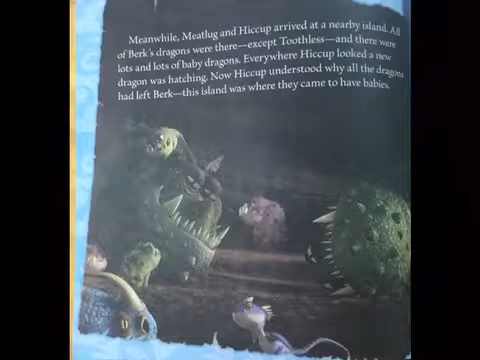 Meanwhile, Meatlug and Hiccup arrived at a nearby island. All
of Berk's dragons were there—except Toothless—and there were
lots and lots of baby dragons. Everywhere Hiccup looked a new
dragon was hatching. Now Hiccup understood why all the dragons
had left Berk—this island was where they came to have babies.